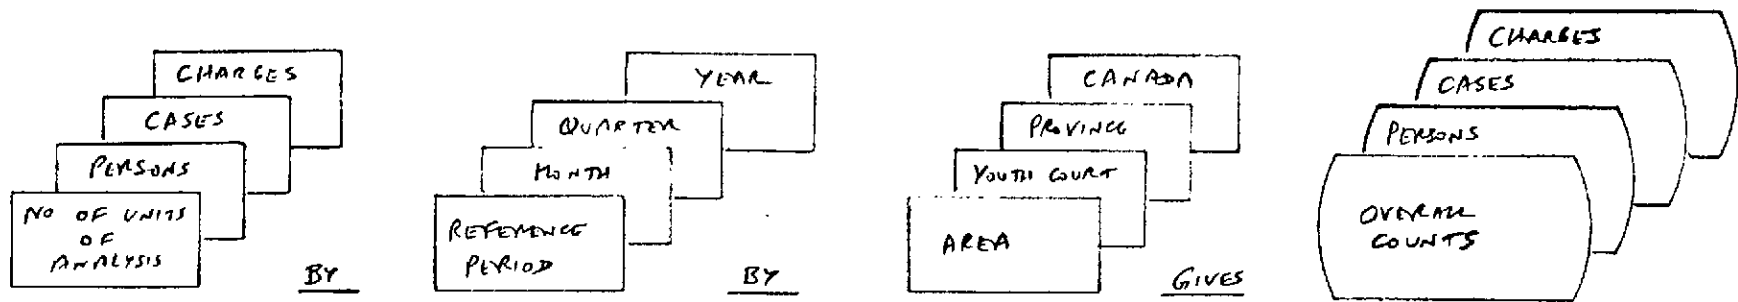 CHARGES
CASES
PERSONS
NO OF UNITS
OF
ANALYSIS
BY
YEAR
QUARTER
MONTH
REFERENCE
PERIOD
BY
CANADA
PROVINCE
YOUTH COURT
AREA
GIVES
CHARGES
CASES
PERSONS
OVERALL
COUNTS